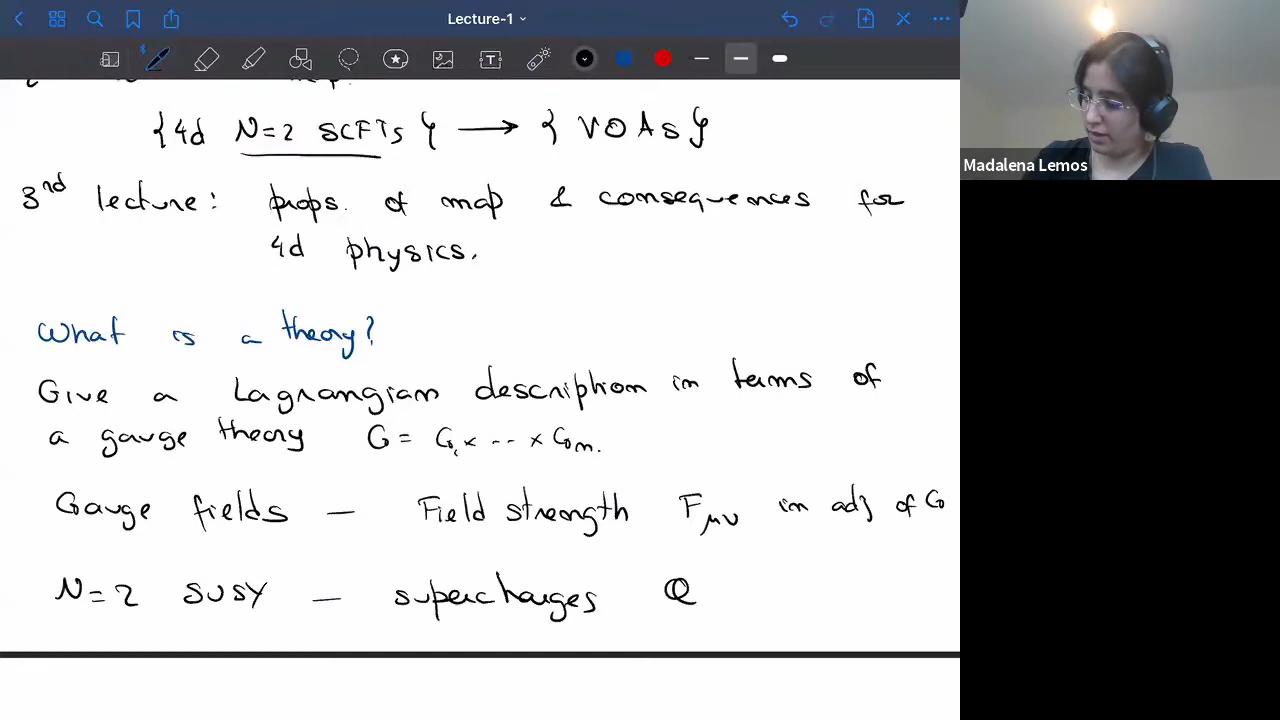 Lecture-1
Madalena Lemos
{4d N=2 SCFTs} → {VOAs}
3rd lecture: props. of map & consequences for
4d physics.
What is a theory?
Give a Lagrangian description in terms of
a gauge theory G = G₁ × ... × Gₘ.
Gauge fields — Field strength Fμν in adj of G
N=2 SUSY — supercharges Q